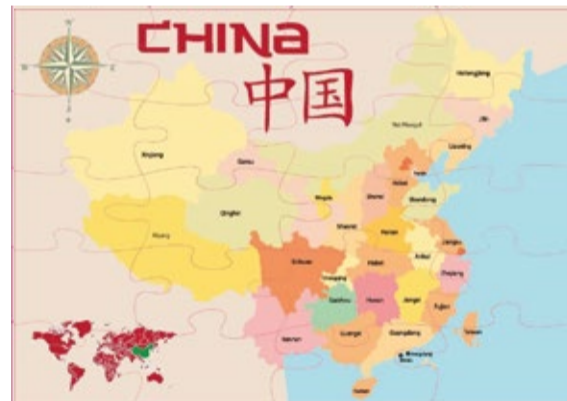 CHINA
中国
N
W
E
S
Heilongjiang
Jilin
Nei Mongol
Liaoning
Xinjiang
Gansu
Hebei
Tianjin
Ningxia
Shanxi
Shandong
Qinghai
Shaanxi
Henan
Jiangsu
Xizang
Anhui
Sichuan
Hubei
Chongqing
Zhejiang
Guizhou
Hunan
Jiangxi
Fujian
Yunnan
Guangxi
Guangdong
Taiwan
Hainan